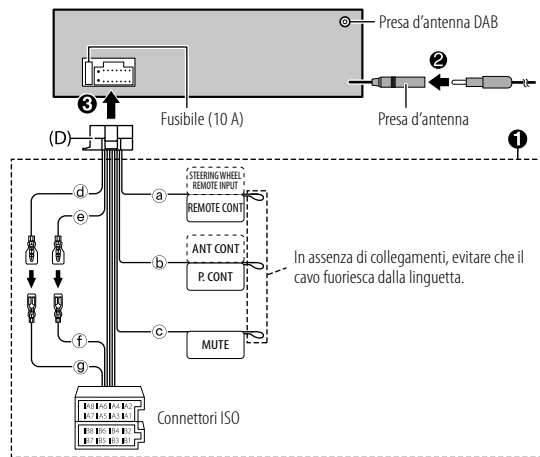 Presa d'antenna DAB
❷
❸
Fusibile (10 A)
Presa d'antenna
(D)
❶
STEERING WHEEL
REMOTE INPUT
ⓓ
ⓐ
REMOTE CONT
ⓔ
ANT CONT
In assenza di collegamenti, evitare che il
cavo fuoriesca dalla linguetta.
ⓑ
P. CONT
ⓒ
MUTE
ⓕ
ⓖ
A8 A6 A4 A2
A7 A5 A3 A1
Connettori ISO
B8 B6 B4 B2
B7 B5 B3 B1